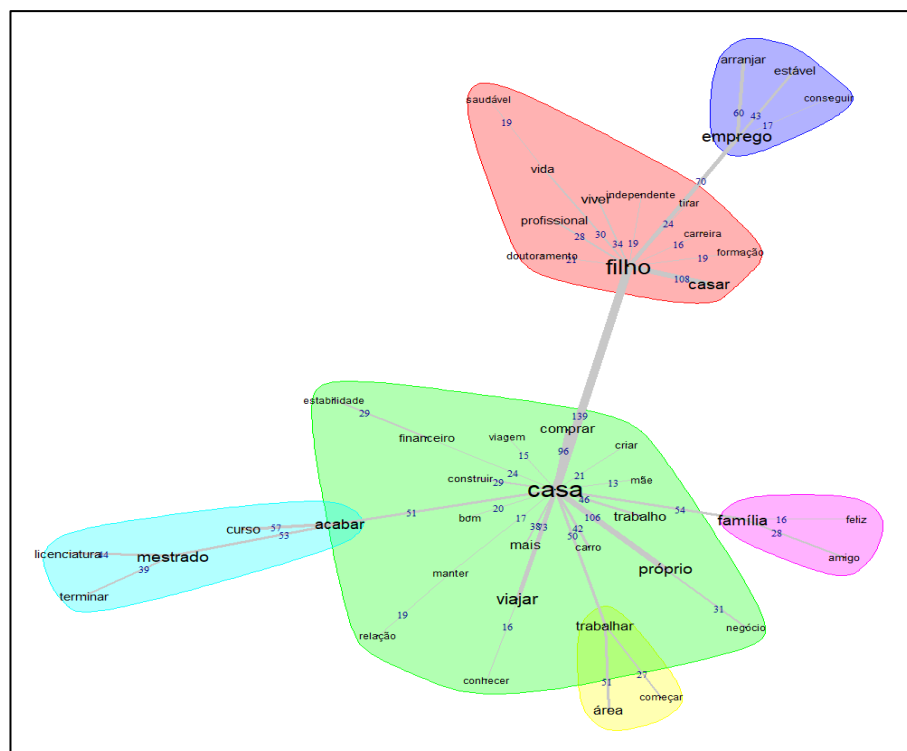 arranjar
estável
conseguir
60
43
17
emprego
saudável
19
70
vida
viver
independente
tirar
profissional
24
28
30
34
19
16
carreira
doutoramento
21
19
formação
filho
108
casar
139
comprar
estabilidade
29
financeiro
viagem
96
criar
15
24
21
construir
29
casa
13
mãe
46
20
bom
51
17
38
73
106
trabalho
54
família
16
feliz
42
50
carro
28
amigo
mais
acabar
curso
57
53
licenciatura
44
mestrado
39
terminar
manter
próprio
viajar
19
16
31
relação
trabalhar
negócio
conhecer
51
27
começar
área